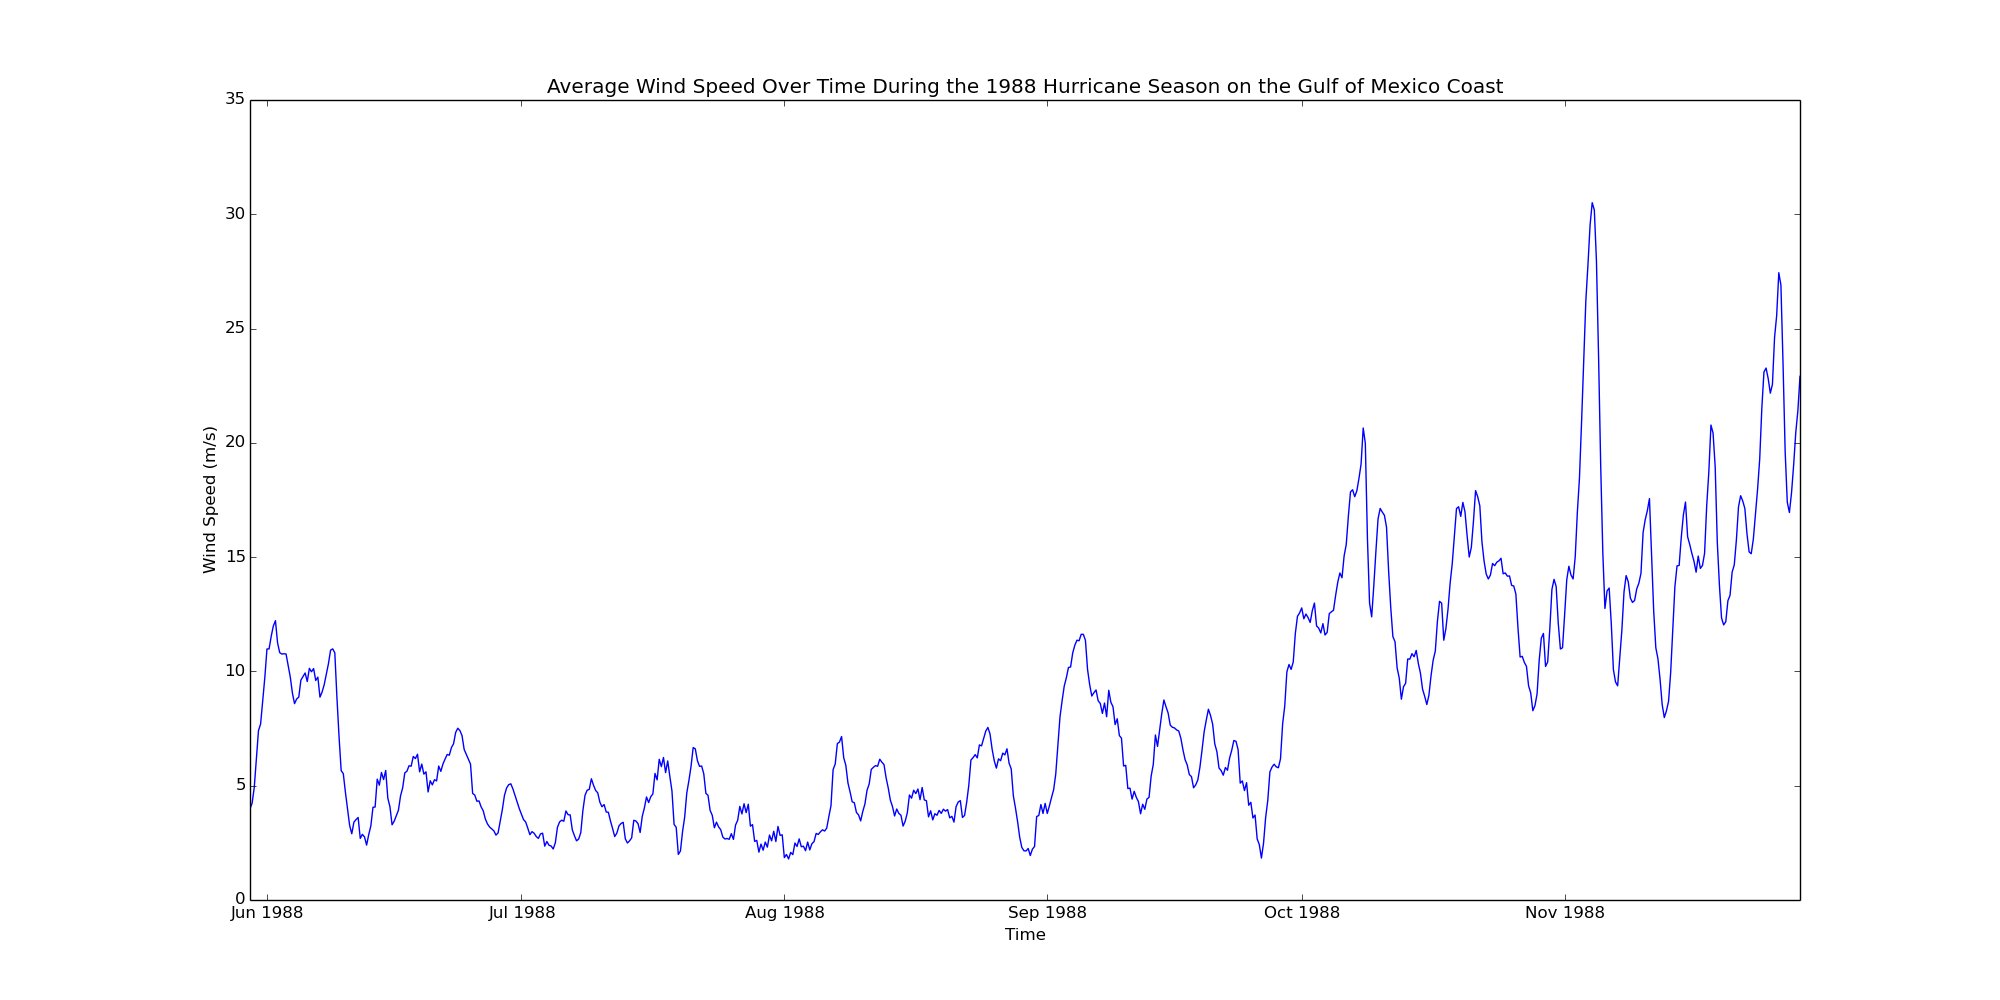 Average Wind Speed Over Time During the 1988 Hurricane Season on the Gulf of Mexico Coast
35
30
25
20
15
10
5
0
Wind Speed (m/s)
Jun 1988 Jul 1988 Aug 1988 Sep 1988 Oct 1988 Nov 1988
Time